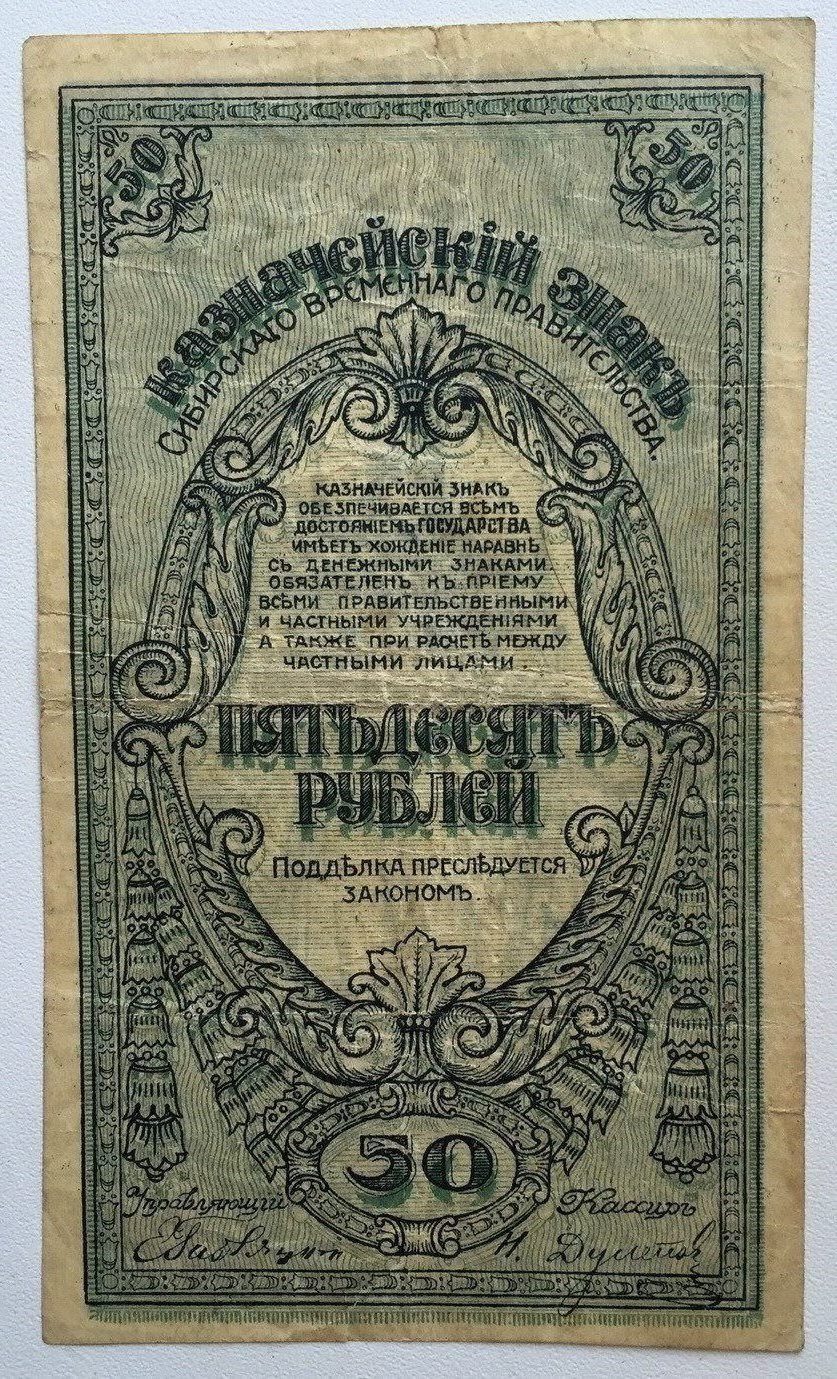 50 50
Казначейскій Знакъ
Сибирскаго Временнаго Правительства.
Казначейскій знакъ
обезпечивается всѣмъ
достояніемъ Государства
имѣетъ хожденіе наравнѣ
съ денежными знаками.
Обязателенъ къ пріему
всѣми правительственными
и частными учрежденіями
а также при расчетѣ между
частными лицами.
Пятьдесятъ
Рублей
Поддѣлка преслѣдуется
закономъ.
50
Управляющій Кассиръ